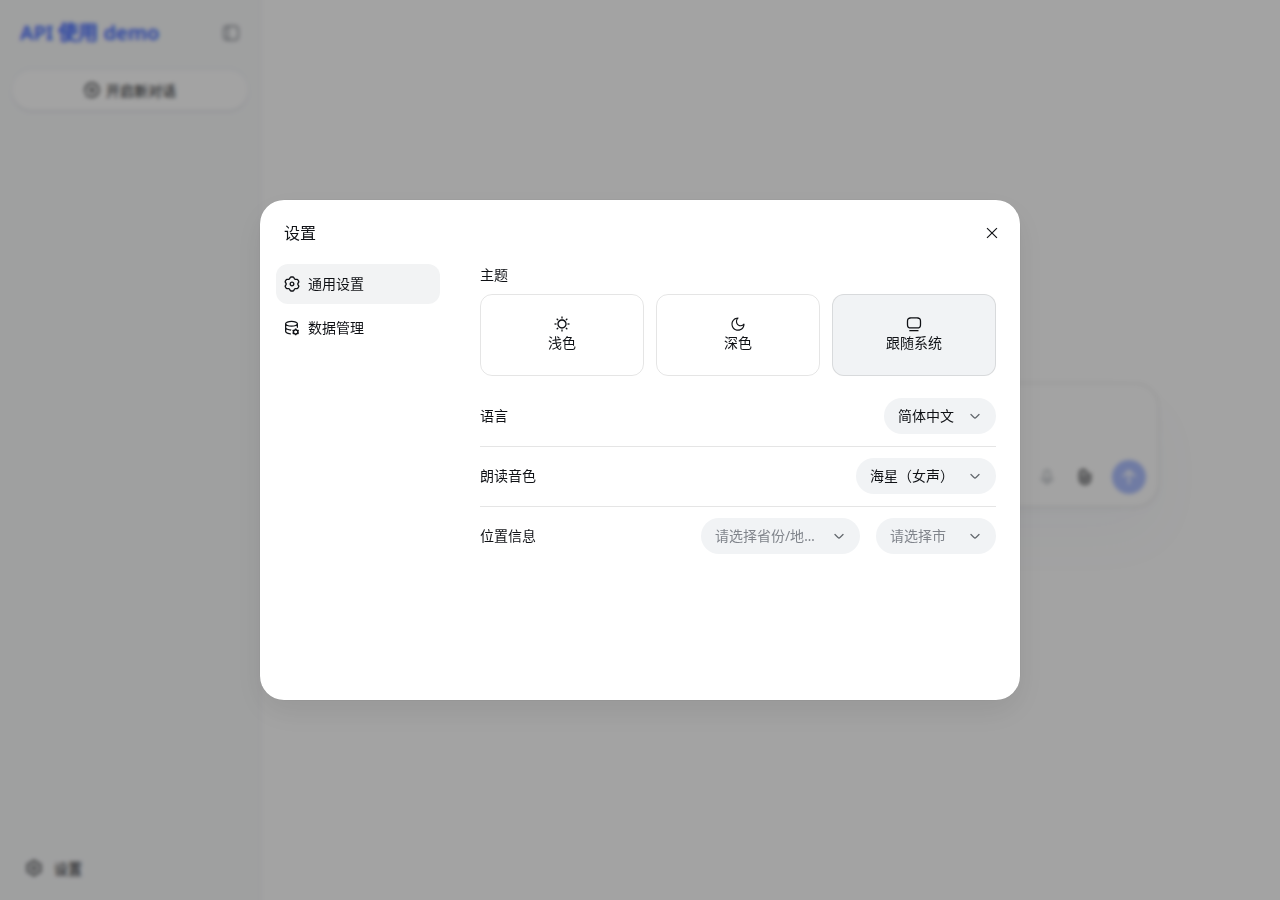 API 使用 demo
开启新对话
设置
通用设置
数据管理
主题
浅色
深色
跟随系统
语言
简体中文
朗读音色
海星（女声）
位置信息
请选择省份/地...
请选择市
设置